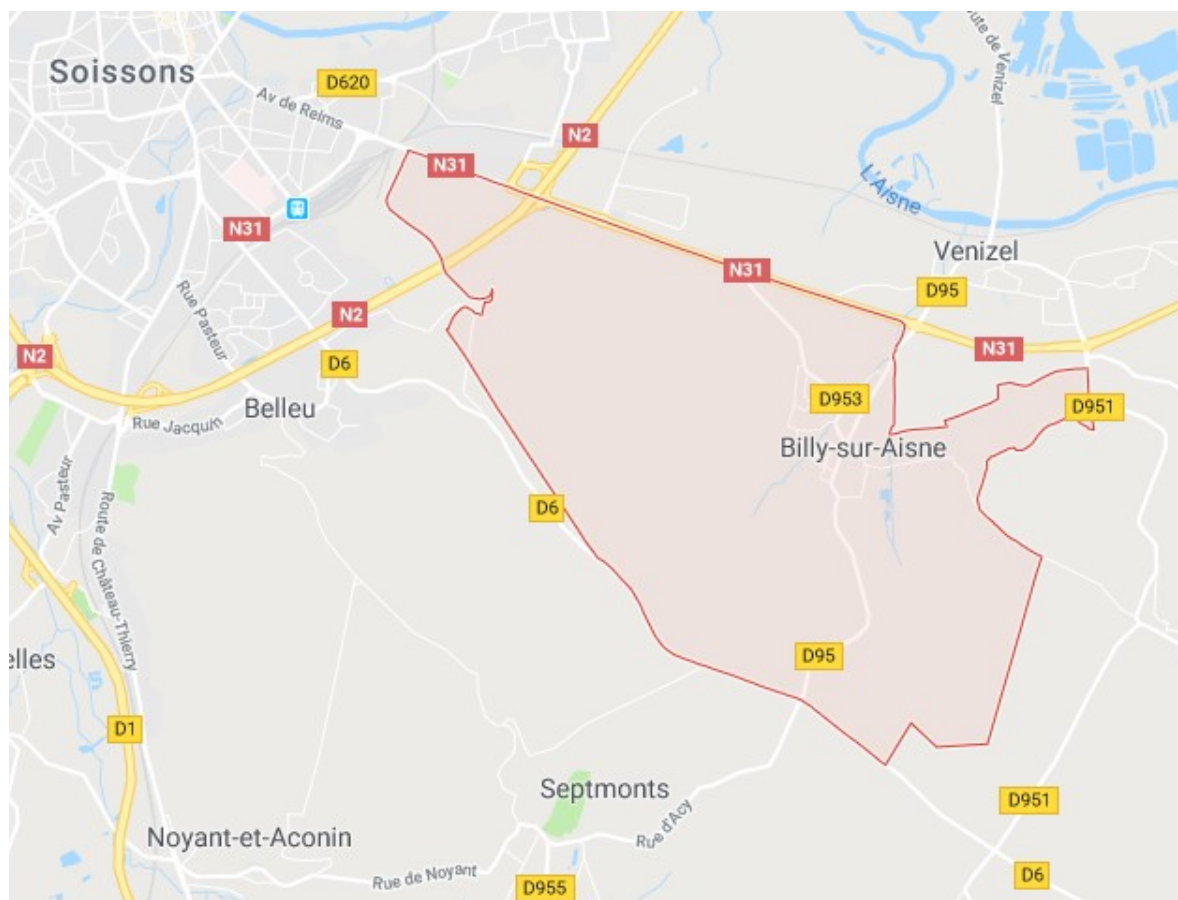 Soissons
D620
Av de Reims
Route de Venizel
N2
N31
L'Aisne
N31
Venizel
N31
D95
Rue Pasteur
N2
N31
N2
D6
Belleu
Rue Jacquin
D953
D951
Billy-sur-Aisne
Av Pasteur
D6
Route de Château-Thierry
elles
D95
D1
Septmonts
D951
Noyant-et-Aconin
Rue d'Acy
Rue de Noyant
D955
D6